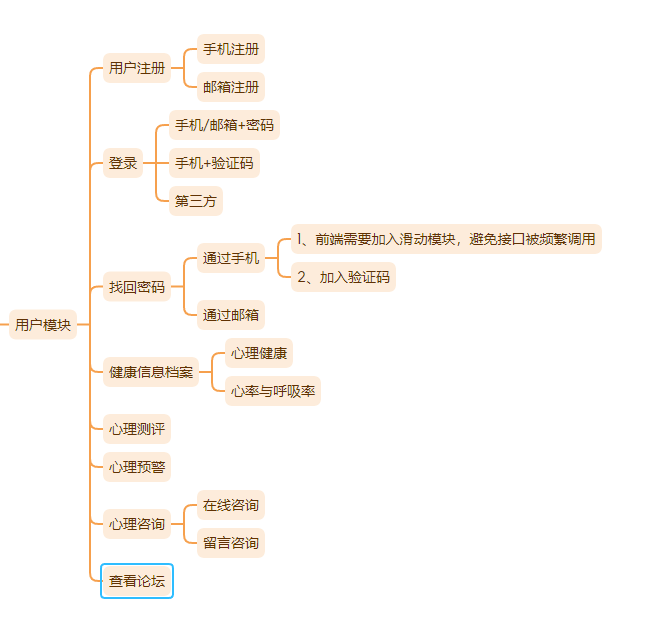 用户模块
用户注册
手机注册
邮箱注册
登录
手机/邮箱+密码
手机+验证码
第三方
找回密码
通过手机
1、前端需要加入滑动模块，避免接口被频繁调用
2、加入验证码
通过邮箱
健康信息档案
心理健康
心率与呼吸率
心理测评
心理预警
心理咨询
在线咨询
留言咨询
查看论坛